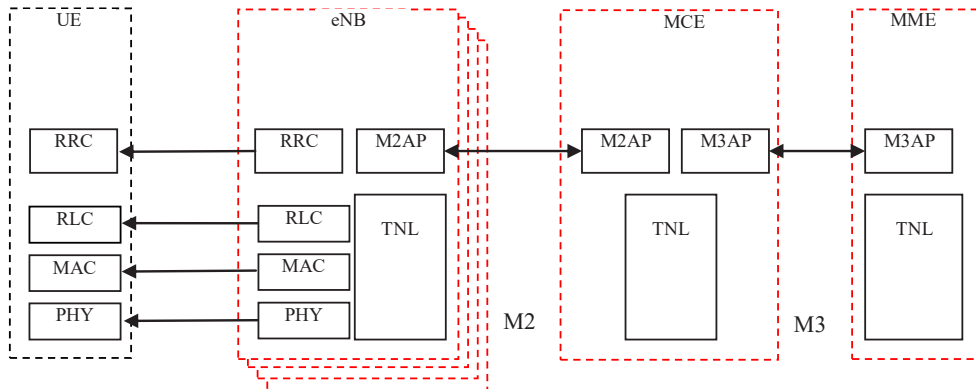 UE eNB MCE MME
RRC RRC M2AP M2AP M3AP M3AP
RLC RLC TNL TNL TNL
MAC MAC
PHY PHY M2 M3